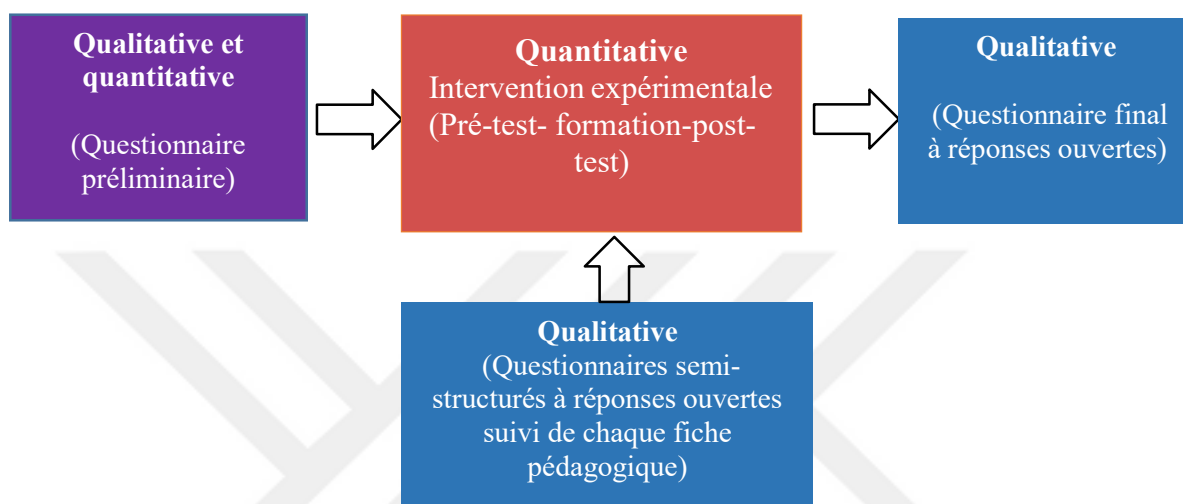 Qualitative et
quantitative
(Questionnaire
préliminaire)
Quantitative
Intervention expérimentale
(Pré-test- formation-post-
test)
Qualitative
(Questionnaire final
à réponses ouvertes)
Qualitative
(Questionnaires semi-
structurés à réponses ouvertes
suivi de chaque fiche
pédagogique)